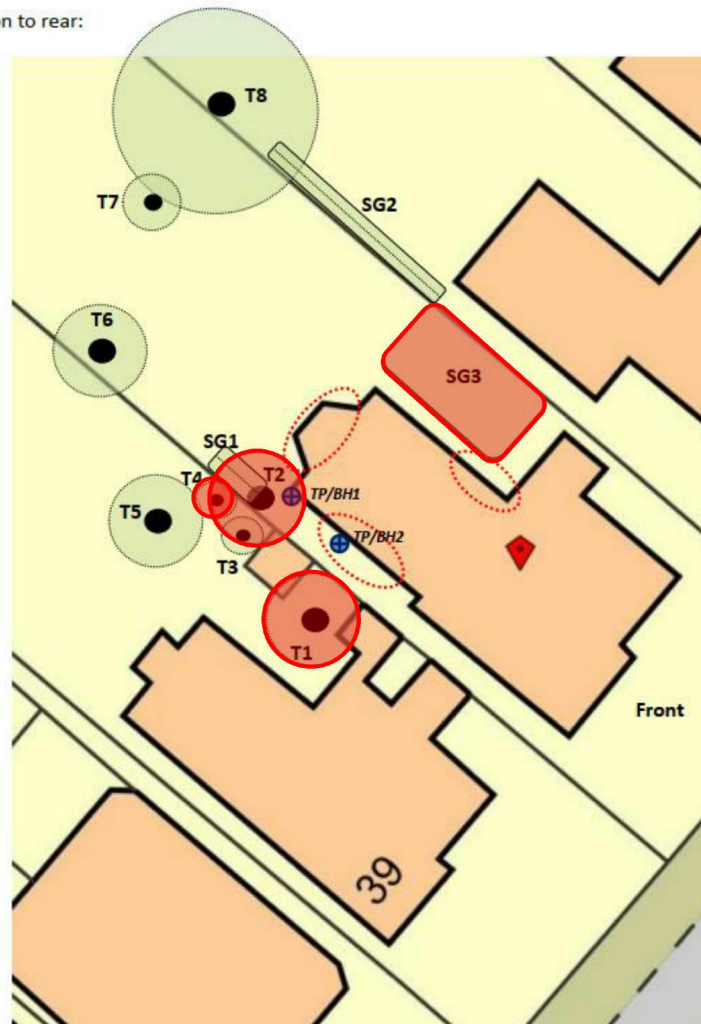 n to rear:
T8
T7
SG2
T6
SG3
SG1
T4
T2
TP/BH1
T5
TP/BH2
T3
T1
Front
39